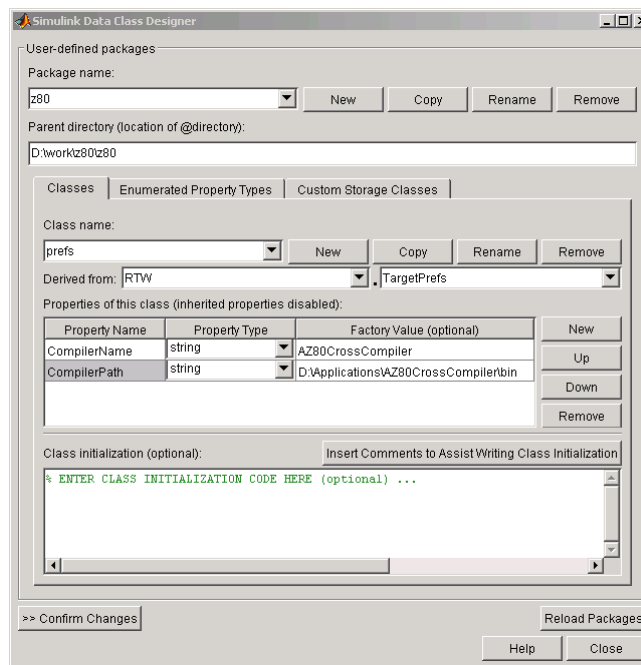 Simulink Data Class Designer
User-defined packages
Package name:
z80 New Copy Rename Remove
Parent directory (location of @directory):
D:\work\z80\z80
Classes Enumerated Property Types Custom Storage Classes
Class name:
prefs New Copy Rename Remove
Derived from: RTW . TargetPrefs
Properties of this class (inherited properties disabled):
Property Name Property Type Factory Value (optional) New
CompilerName string AZ80CrossCompiler Up
CompilerPath string D:\Applications\AZ80CrossCompiler\bin Down
Remove
Class initialization (optional): Insert Comments to Assist Writing Class Initialization
% ENTER CLASS INITIALIZATION CODE HERE (optional) ...
>> Confirm Changes Reload Packages
Help Close